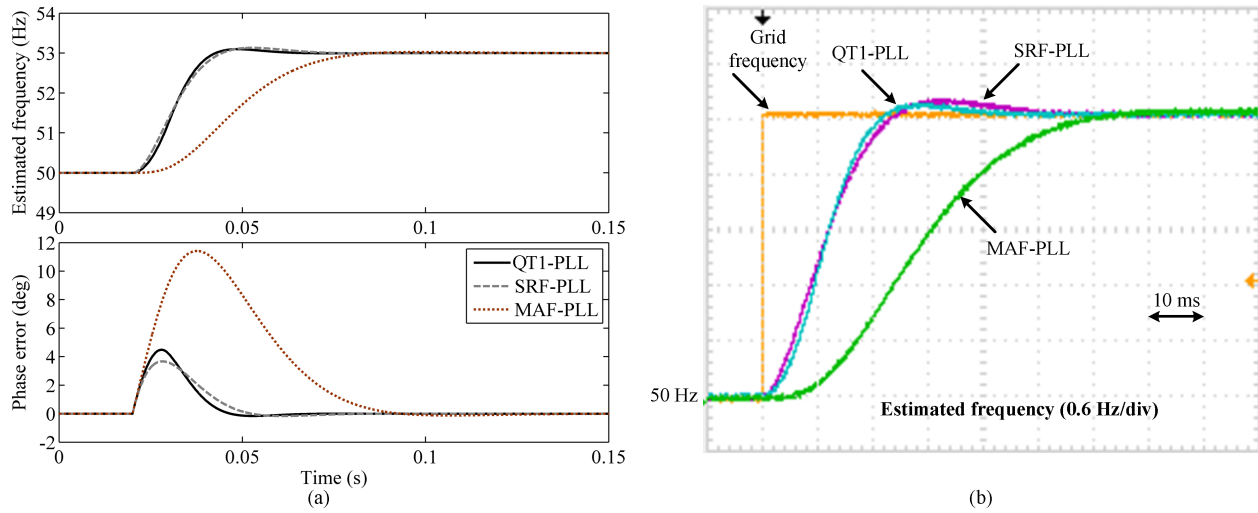 Estimated frequency (Hz)
54
53
52
51
50
49
0
0.05
0.1
0.15
Phase error (deg)
12
10
8
6
4
2
0
-2
QT1-PLL
SRF-PLL
MAF-PLL
0
0.05
0.1
0.15
Time (s)
(a)
Grid
frequency
QT1-PLL
SRF-PLL
MAF-PLL
10 ms
50 Hz
Estimated frequency (0.6 Hz/div)
(b)